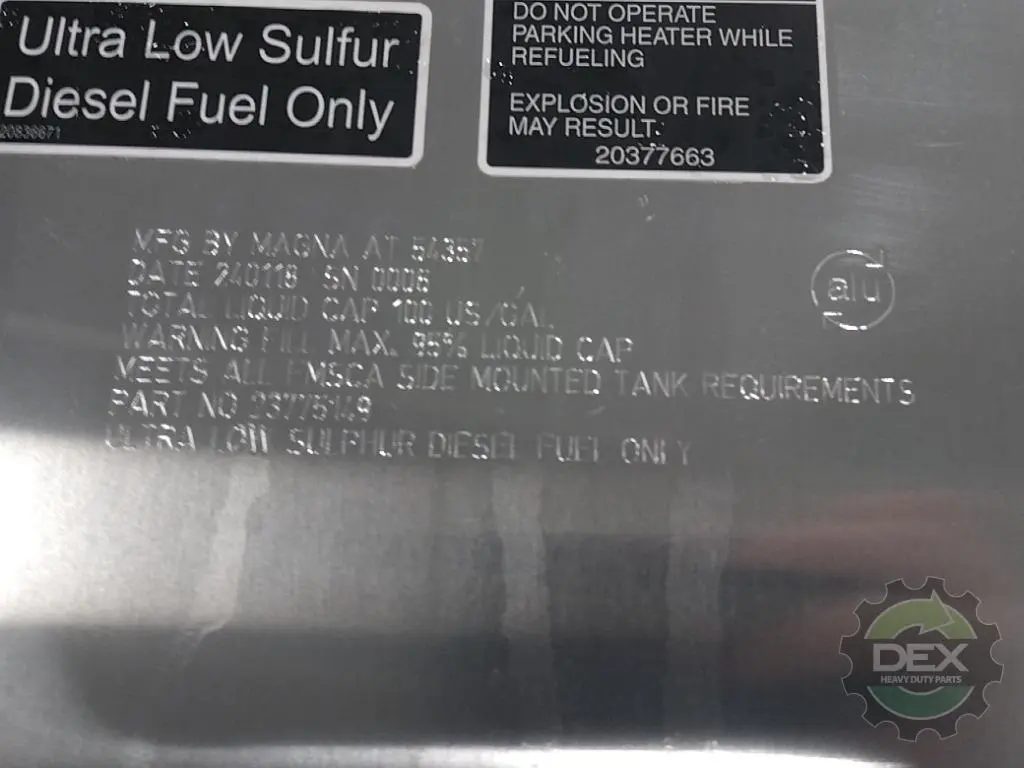 Ultra Low Sulfur
Diesel Fuel Only
20836671
DO NOT OPERATE
PARKING HEATER WHILE
REFUELING
EXPLOSION OR FIRE
MAY RESULT.
20377663
MFG BY MAGNA AT 54357
DATE 240118 SN 0006
TOTAL LIQUID CAP 100 US/GAL
WARNING FILL MAX. 95% LIQUID CAP
MEETS ALL FMSCA SIDE MOUNTED TANK REQUIREMENTS
PART NO 23776149
ULTRA LOW SULPHUR DIESEL FUEL ONLY
alu
DEX
HEAVY DUTY PARTS